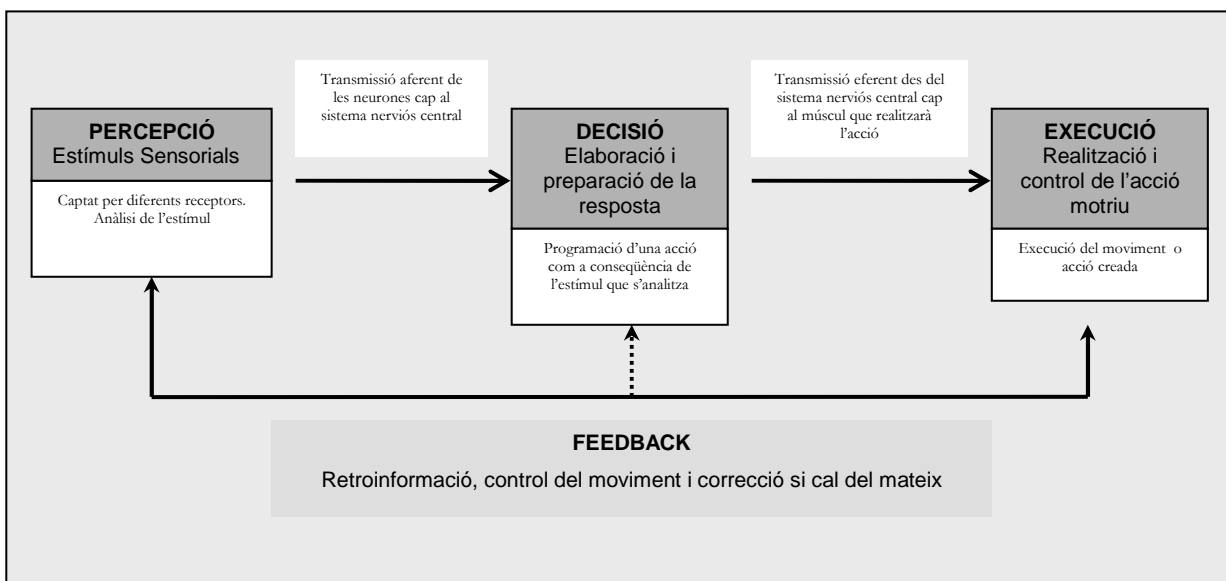 PERCEPCIÓ
Estímuls Sensorials
Captat per diferents receptors.
Anàlisi de l’estímul
Transmissió aferent de
les neurones cap al
sistema nerviós central
DECISIÓ
Elaboració i
preparació de la
resposta
Programació d’una acció
com a conseqüència de
l’estímul que s’analitza
Transmissió eferent des del
sistema nerviós central cap
al múscul que realitzarà
l’acció
EXECUCIÓ
Realització i
control de l’acció
motriu
Execució del moviment o
acció creada
FEEDBACK
Retroinformació, control del moviment i correcció si cal del mateix